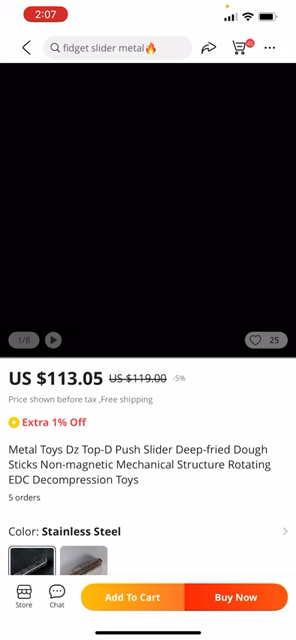 2:07
fidget slider metal🔥
1/8
25
US $113.05 US $119.00 -5%
Price shown before tax ,Free shipping
Extra 1% Off
Metal Toys Dz Top-D Push Slider Deep-fried Dough
Sticks Non-magnetic Mechanical Structure Rotating
EDC Decompression Toys
5 orders
Color: Stainless Steel
Store
Chat
Add To Cart
Buy Now